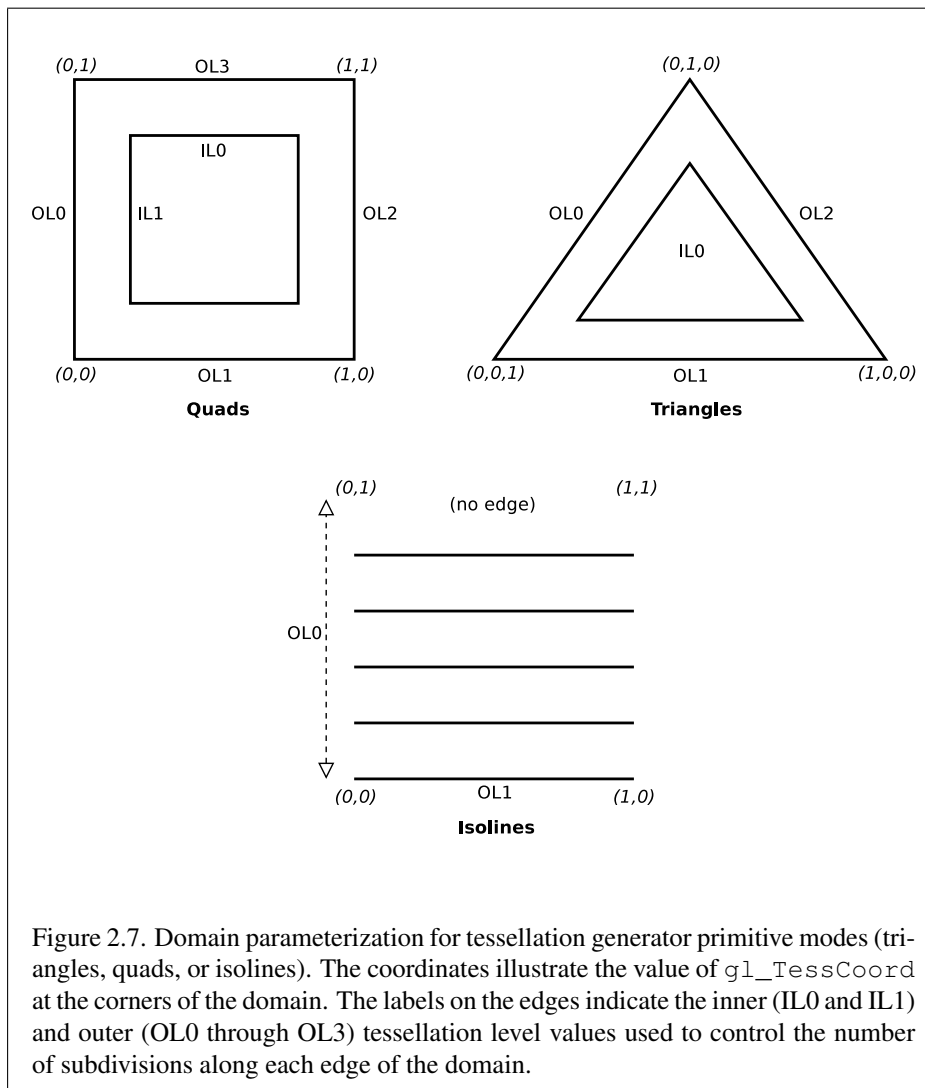 (0,1) OL3 (1,1)
IL0
OL0 IL1 OL2
(0,0) OL1 (1,0)
Quads
(0,1,0)
OL0 OL2
IL0
(0,0,1) OL1 (1,0,0)
Triangles
(0,1) (no edge) (1,1)
OL0
(0,0) OL1 (1,0)
Isolines
Figure 2.7. Domain parameterization for tessellation generator primitive modes (tri-
angles, quads, or isolines). The coordinates illustrate the value of gl_TessCoord
at the corners of the domain. The labels on the edges indicate the inner (IL0 and IL1)
and outer (OL0 through OL3) tessellation level values used to control the number
of subdivisions along each edge of the domain.